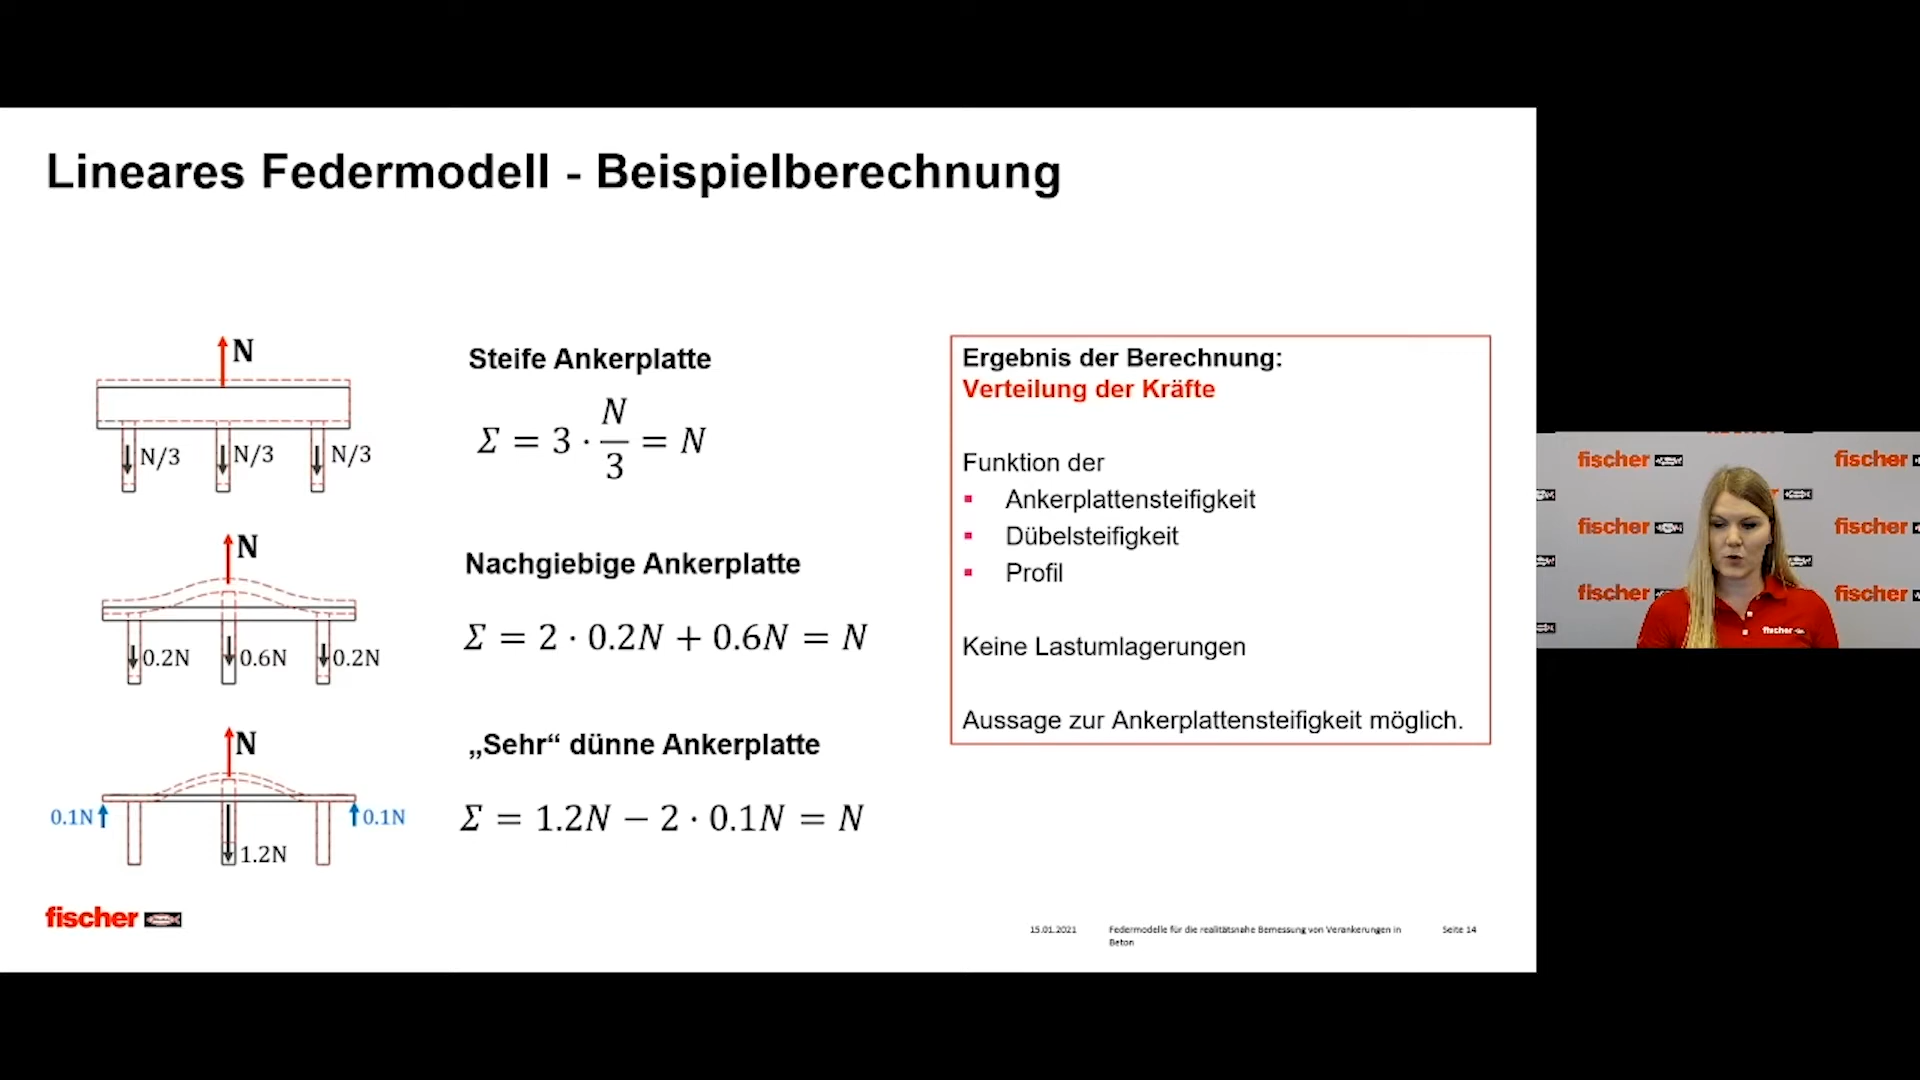 Lineares Federmodell - Beispielberechnung
N
N/3 N/3 N/3
Steife Ankerplatte
Σ = 3 · N/3 = N
N
0.2N 0.6N 0.2N
Nachgiebige Ankerplatte
Σ = 2 · 0.2N + 0.6N = N
N
0.1N 0.1N
1.2N
„Sehr“ dünne Ankerplatte
Σ = 1.2N − 2 · 0.1N = N
Ergebnis der Berechnung:
Verteilung der Kräfte
Funktion der
▪ Ankerplattensteifigkeit
▪ Dübelsteifigkeit
▪ Profil
Keine Lastumlagerungen
Aussage zur Ankerplattensteifigkeit möglich.
fischer
15.01.2021
Federmodelle für die realitätsnahe Bemessung von Verankerungen in
Beton
Seite 14
fischer fischer
fischer fischer
fischer fischer
fischer